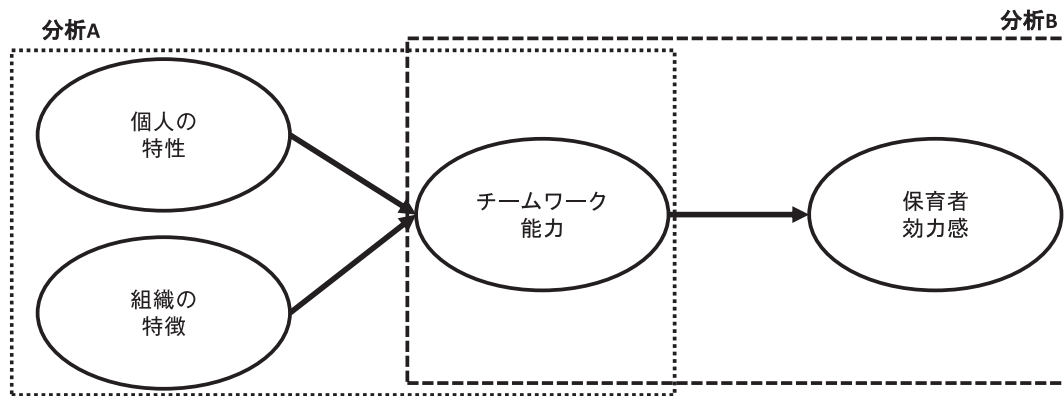 分析A
分析B
個人の
特性
チームワーク
能力
保育者
効力感
組織の
特徴